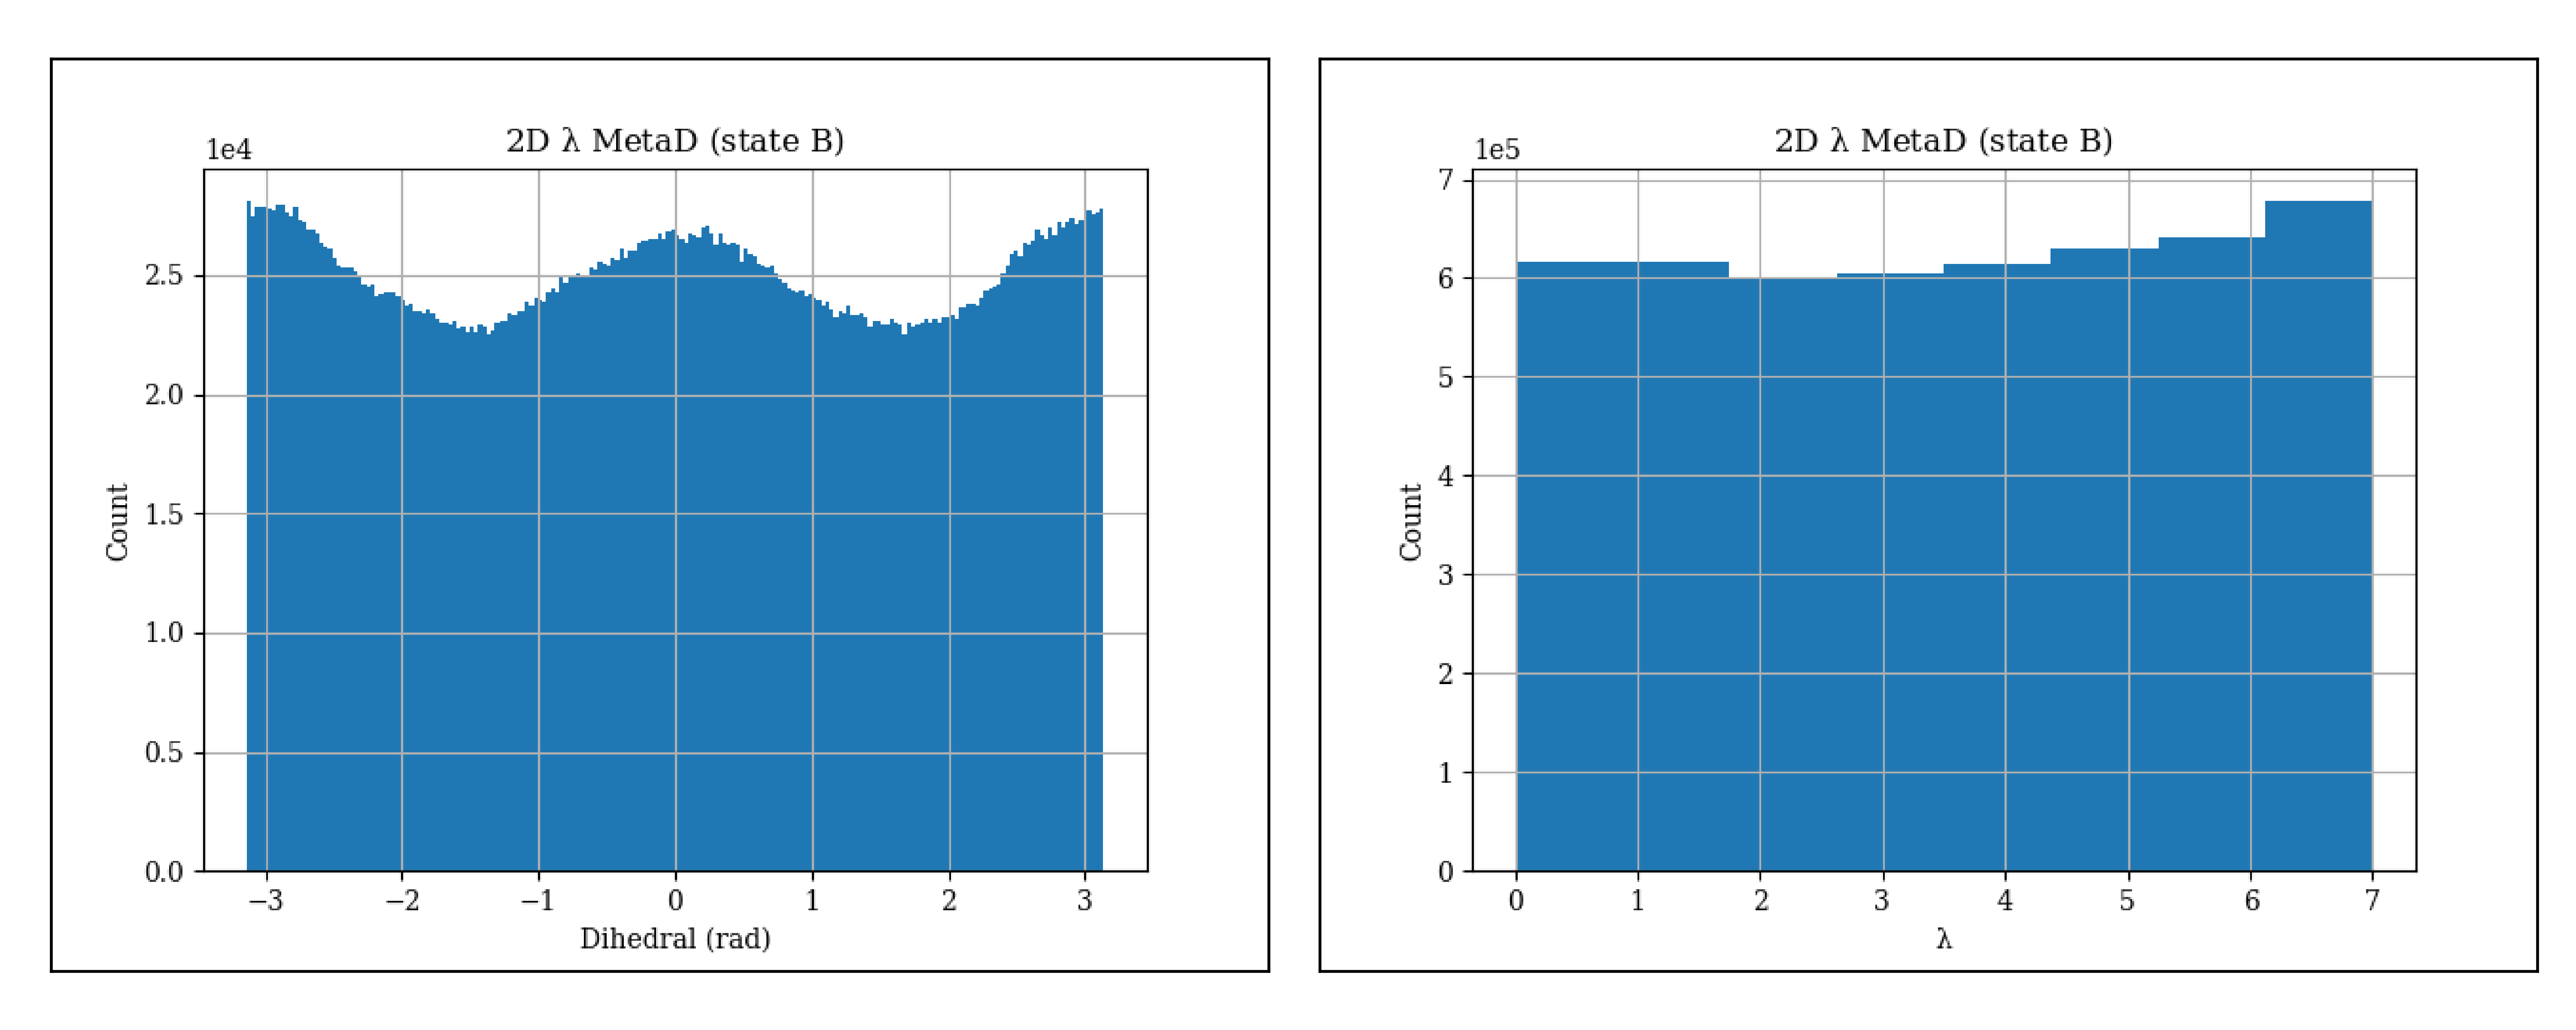 2D λ MetaD (state B)
1e4
2.5
2.0
1.5
1.0
0.5
0.0
Count
−3 −2 −1 0 1 2 3
Dihedral (rad)
2D λ MetaD (state B)
1e5
7
6
5
4
3
2
1
0
Count
0 1 2 3 4 5 6 7
λ